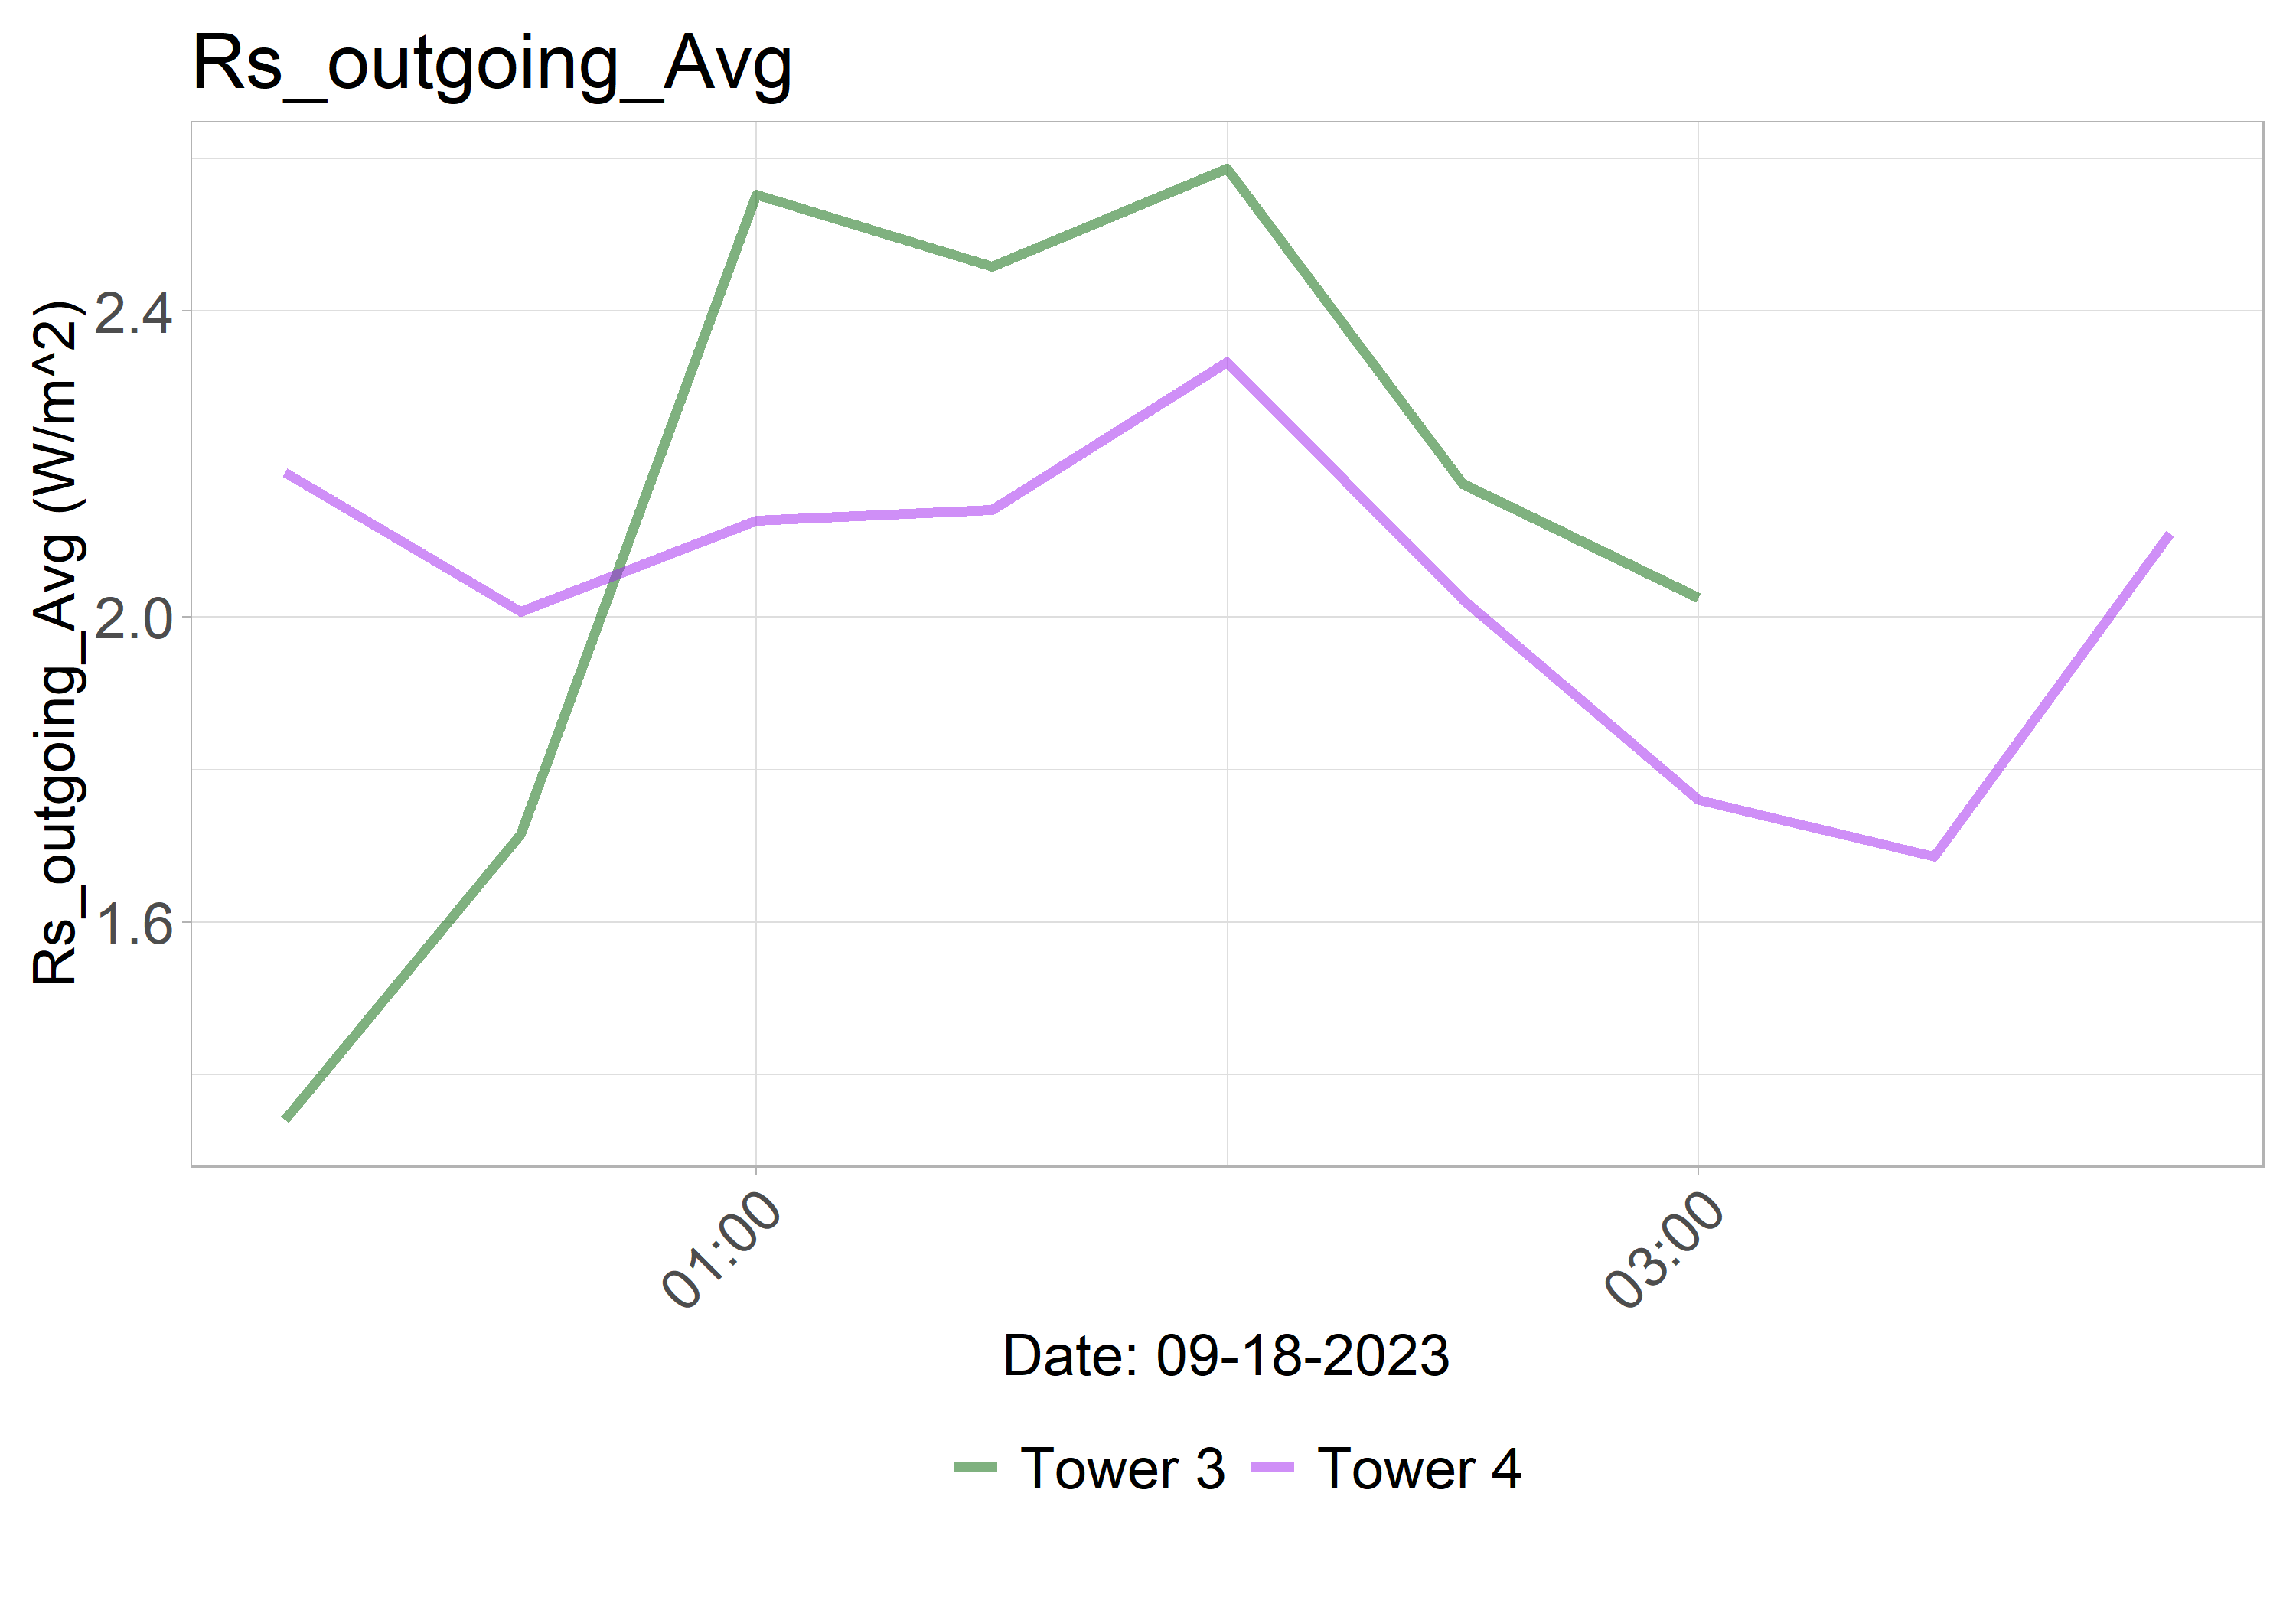 Rs_outgoing_Avg
Rs_outgoing_Avg (W/m^2)
2.4
2.0
1.6
01:00
03:00
Date: 09-18-2023
Tower 3
Tower 4